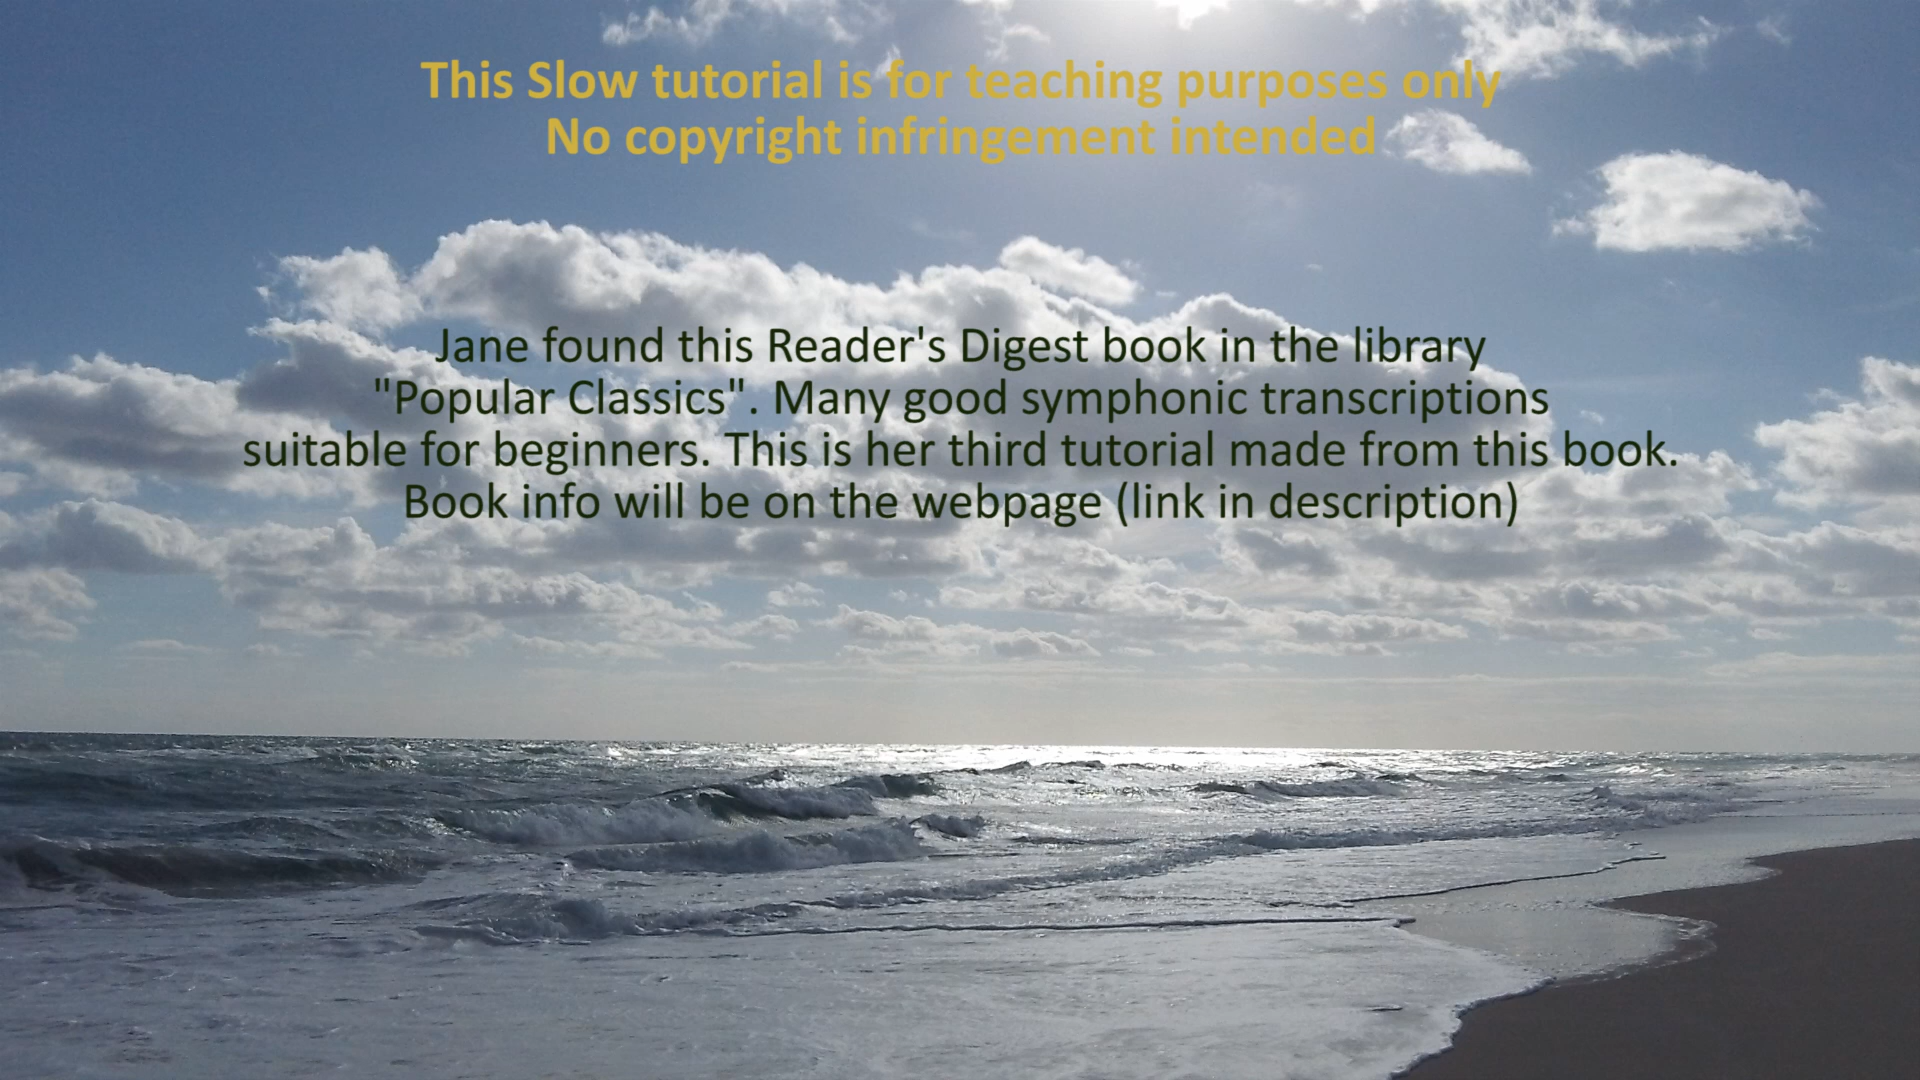 This Slow tutorial is for teaching purposes only
No copyright infringement intended
Jane found this Reader's Digest book in the library
"Popular Classics". Many good symphonic transcriptions
suitable for beginners. This is her third tutorial made from this book.
Book info will be on the webpage (link in description)